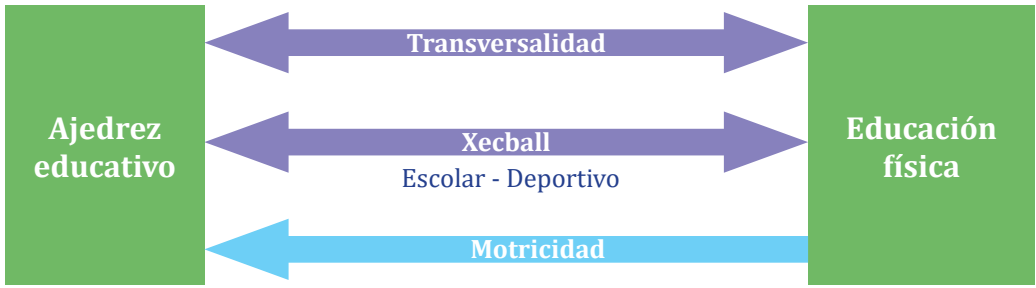 Transversalidad
Ajedrez
educativo
Xecball
Escolar - Deportivo
Educación
física
Motricidad